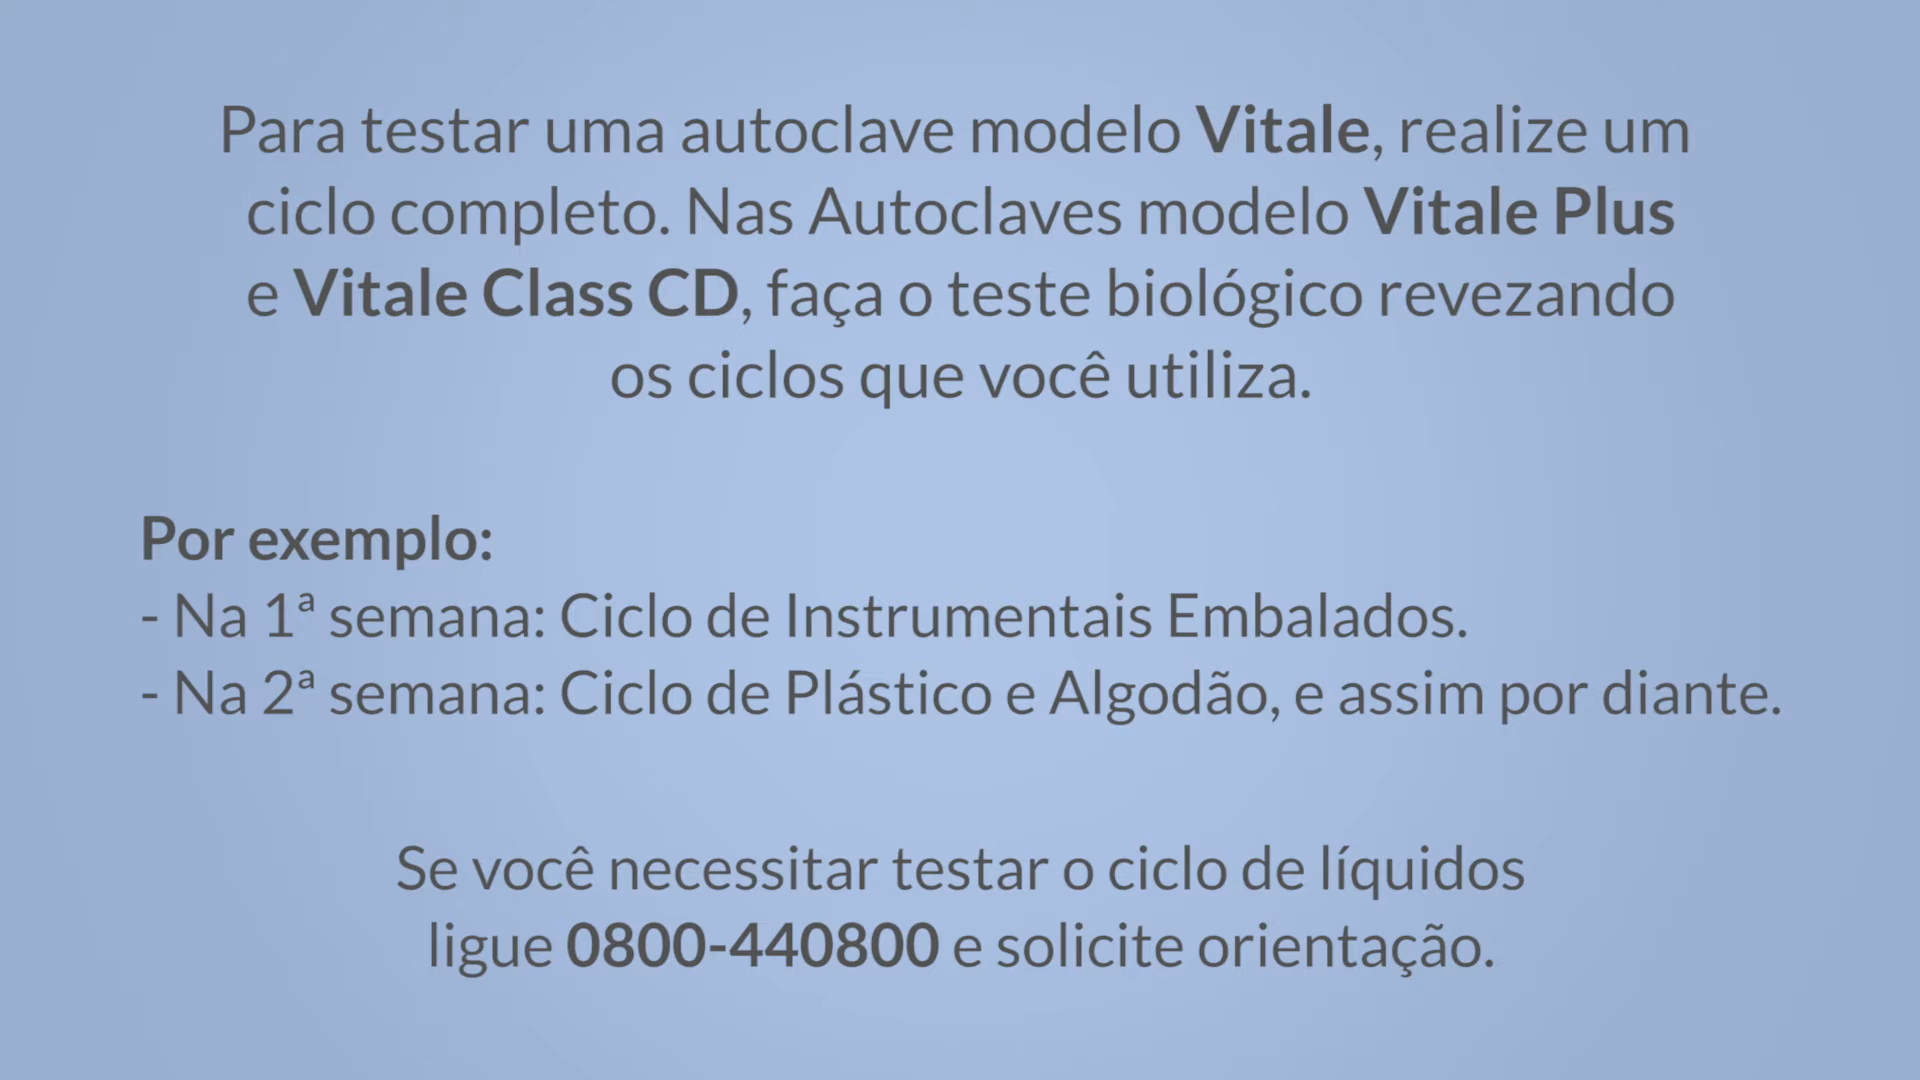 Para testar uma autoclave modelo Vitale, realize um
ciclo completo. Nas Autoclaves modelo Vitale Plus
e Vitale Class CD, faça o teste biológico revezando
os ciclos que você utiliza.
Por exemplo:
- Na 1ª semana: Ciclo de Instrumentais Embalados.
- Na 2ª semana: Ciclo de Plástico e Algodão, e assim por diante.
Se você necessitar testar o ciclo de líquidos
ligue 0800-440800 e solicite orientação.